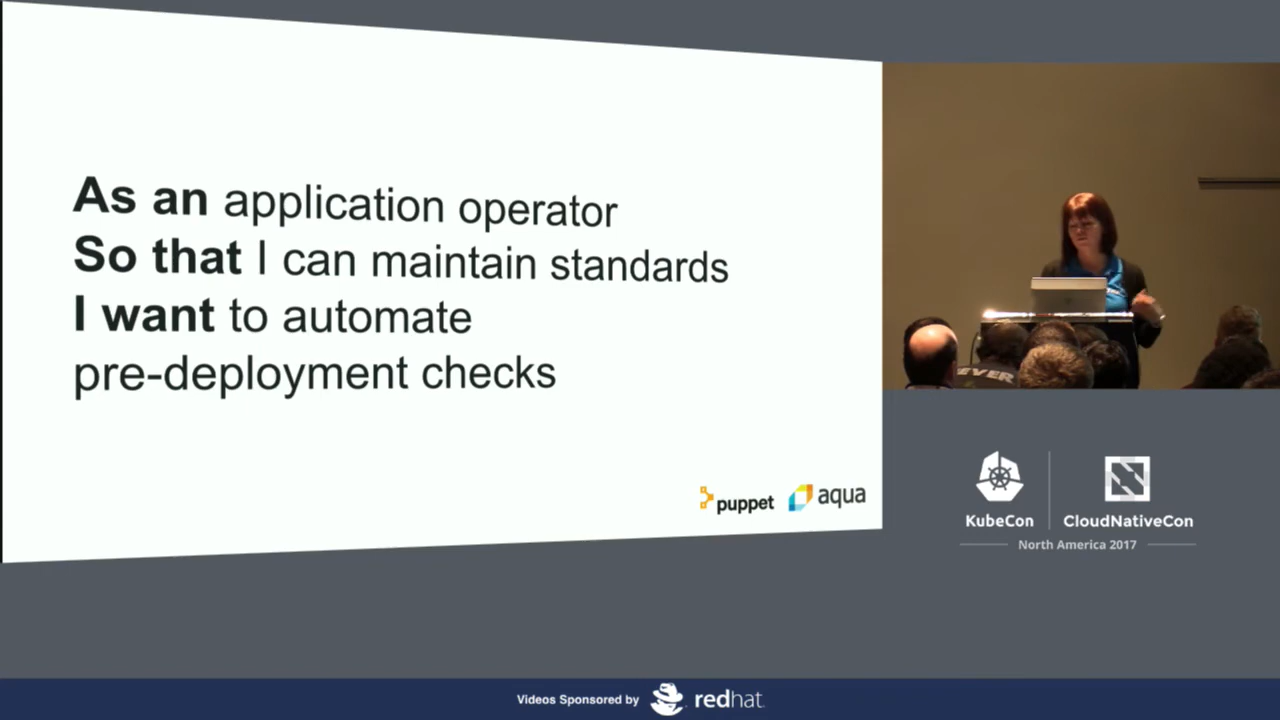 As an application operator
So that I can maintain standards
I want to automate
pre-deployment checks
puppet aqua
EVER
KubeCon
CloudNativeCon
North America 2017
Videos Sponsored by redhat.